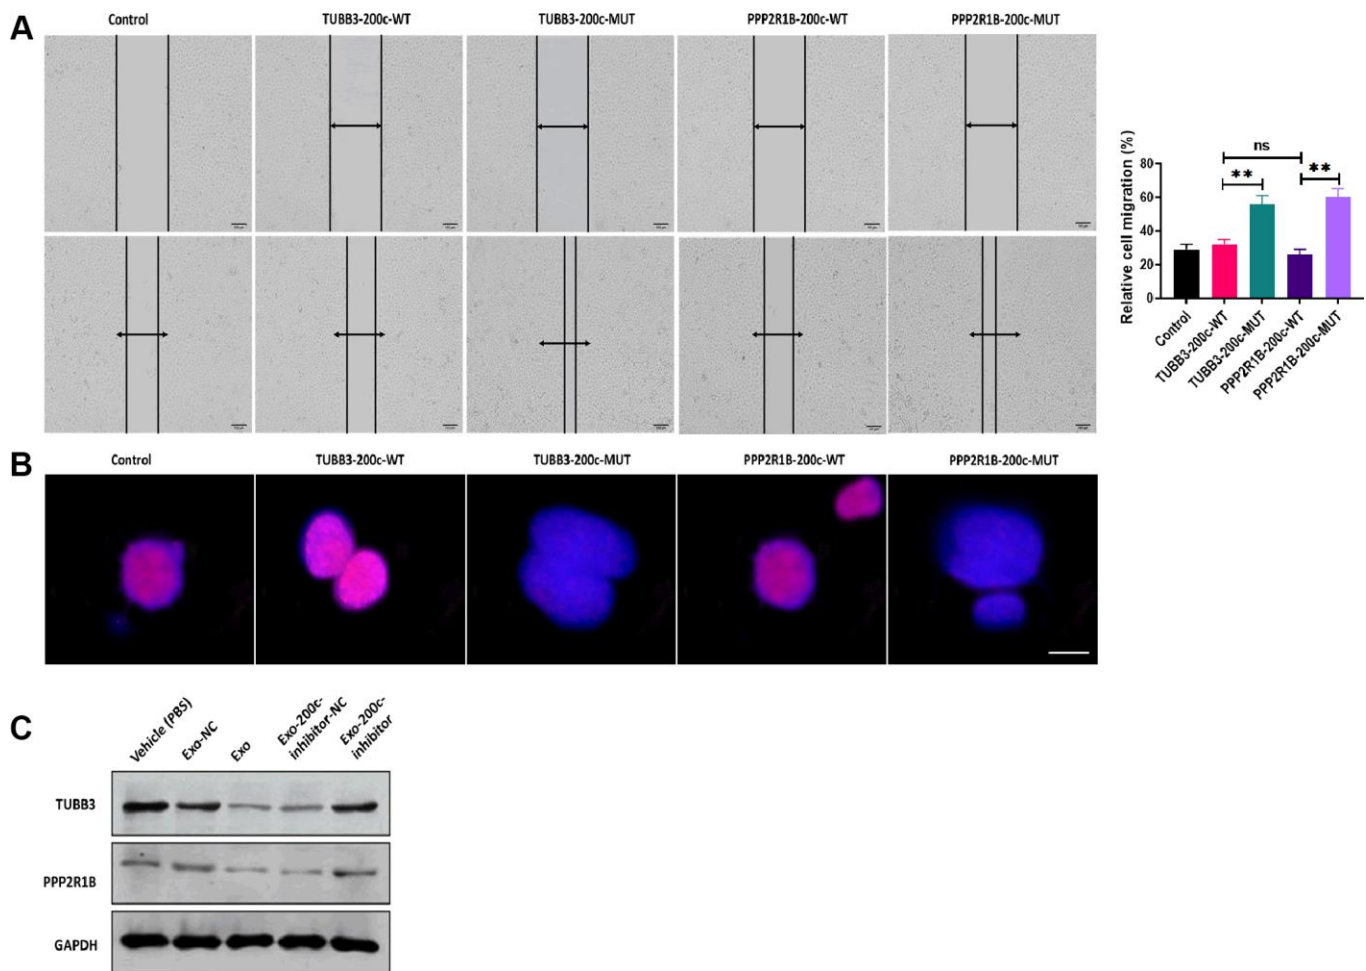 A
Control
TUBB3-200c-WT
TUBB3-200c-MUT
PPP2R1B-200c-WT
PPP2R1B-200c-MUT
Relative cell migration (%)
80
60
40
20
0
ns
**
**
Control
TUBB3-200c-WT
TUBB3-200c-MUT
PPP2R1B-200c-WT
PPP2R1B-200c-MUT
B
Control
TUBB3-200c-WT
TUBB3-200c-MUT
PPP2R1B-200c-WT
PPP2R1B-200c-MUT
C
Vehicle (PBS)
Exo-NC
Exo
Exo-200c-
inhibitor-NC
Exo-200c-
inhibitor
TUBB3
PPP2R1B
GAPDH